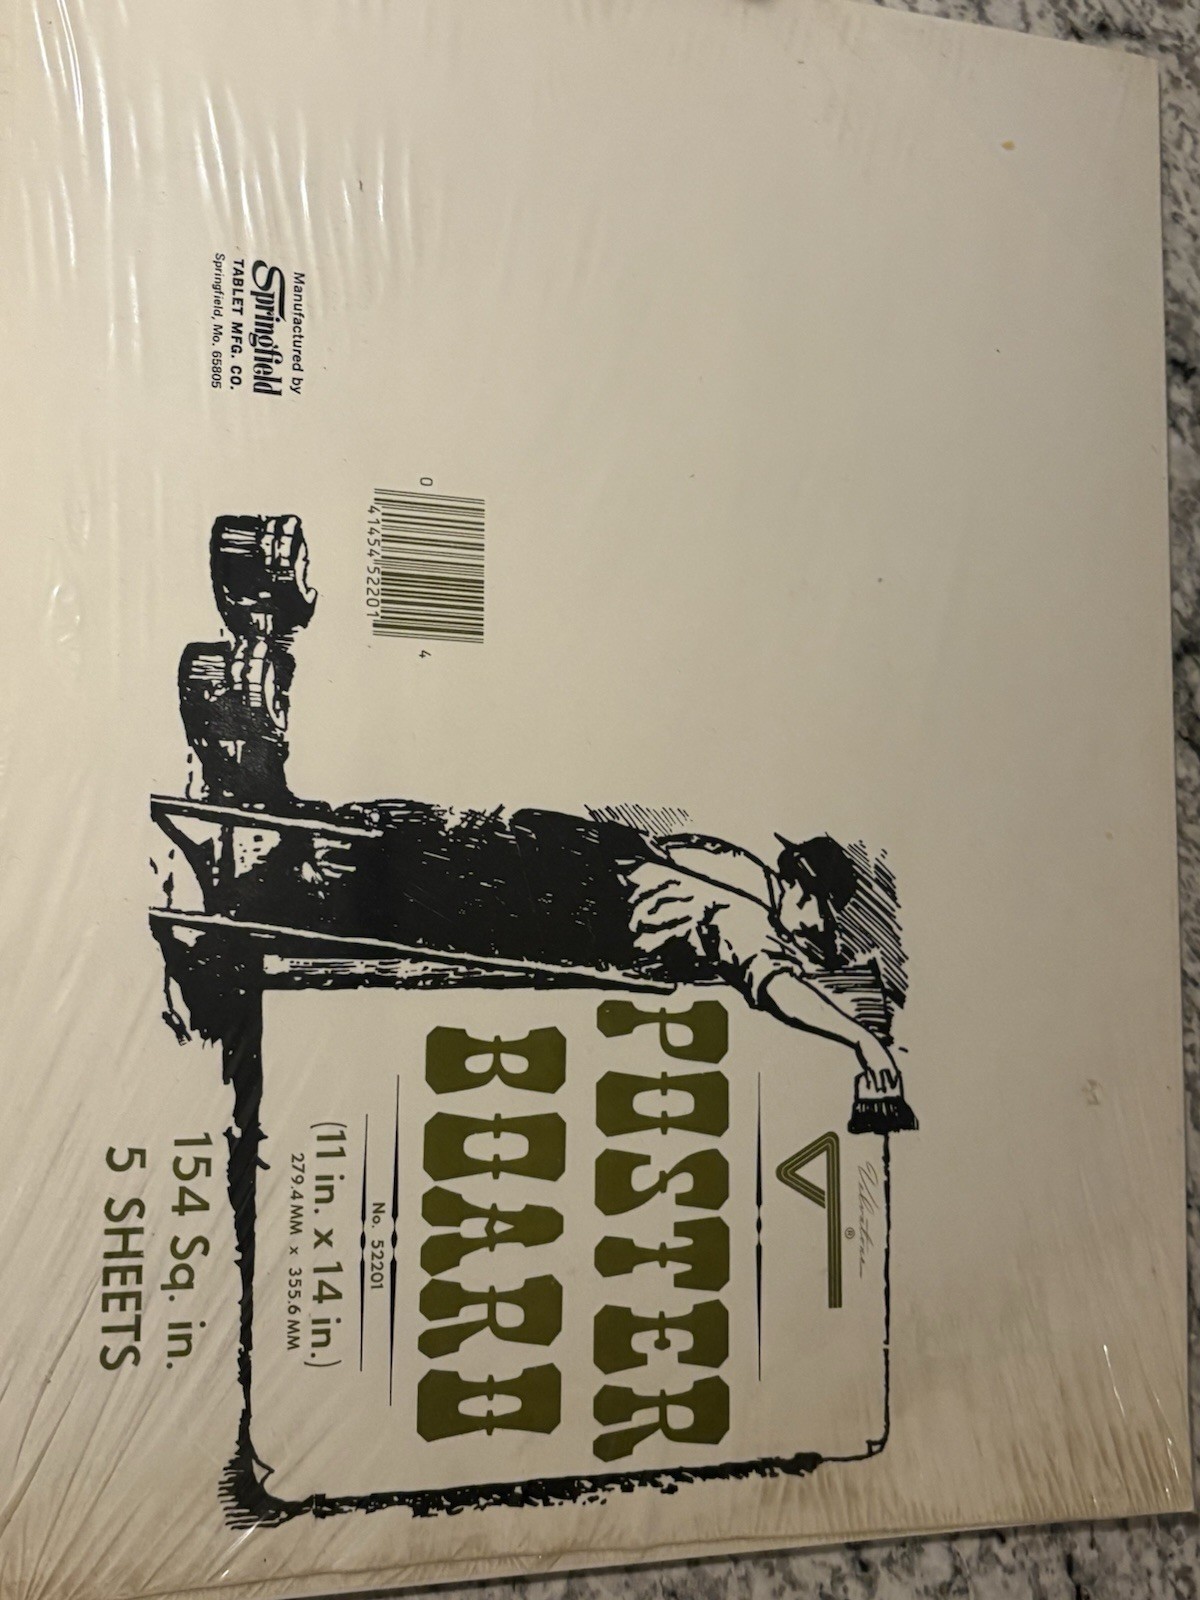 Vibratone
®
POSTER
BOARD
No. 52201
(11 in. x 14 in.)
279.4 MM x 355.6 MM
154 Sq. in.
5 SHEETS
0 41454 52201 4
Manufactured by
Springfield
TABLET MFG. CO.
Springfield, Mo. 65805